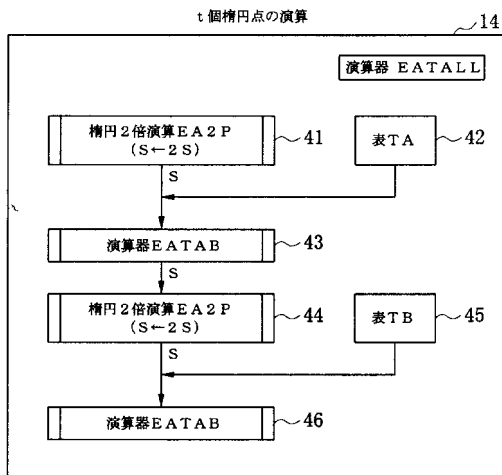 t個楕円点の演算
14
演算器 EATALL
楕円2倍演算EA2P
(S←2S)
41
表TA
42
S
演算器EATAB
43
S
楕円2倍演算EA2P
(S←2S)
44
表TB
45
S
演算器EATAB
46